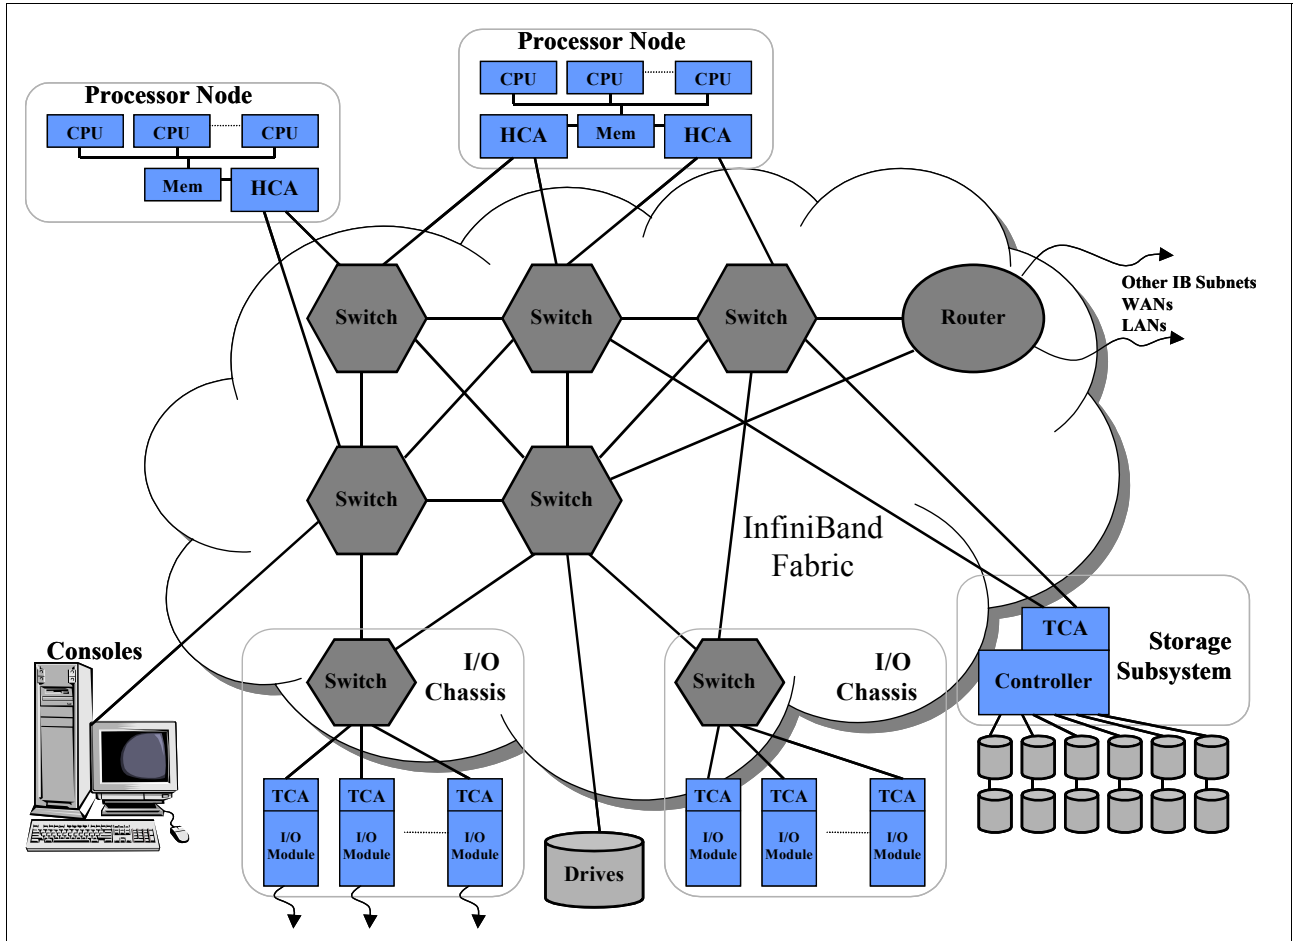 Processor Node
CPU
CPU
CPU
HCA
Mem
HCA
Processor Node
CPU
CPU
CPU
Mem
HCA
Other IB Subnets
WANs
LANs
Switch
Switch
Switch
Router
Switch
Switch
InfiniBand
Fabric
Consoles
Switch
I/O
Chassis
Switch
I/O
Chassis
TCA
Controller
Storage
Subsystem
TCA
I/O
Module
TCA
I/O
Module
TCA
I/O
Module
Drives
TCA
I/O
Module
TCA
I/O
Module
TCA
I/O
Module